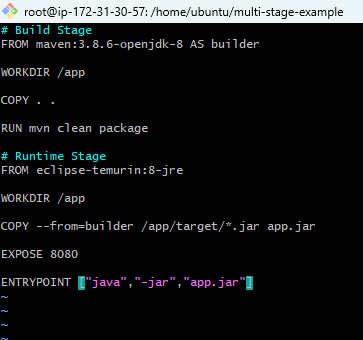 root@ip-172-31-30-57: /home/ubuntu/multi-stage-example
# Build Stage
FROM maven:3.8.6-openjdk-8 AS builder
WORKDIR /app
COPY . .
RUN mvn clean package
# Runtime Stage
FROM eclipse-temurin:8-jre
WORKDIR /app
COPY --from=builder /app/target/*.jar app.jar
EXPOSE 8080
ENTRYPOINT ["java","-jar","app.jar"]
~
~
~
~